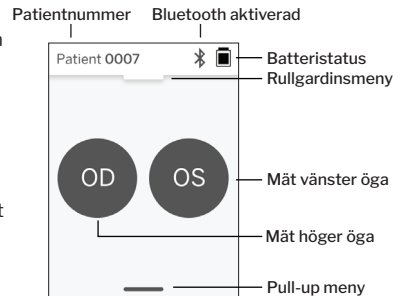 Patientnummer
Bluetooth aktiverad
Patient 0007
Batteristatus
Rullgardinsmeny
OD
OS
Mät vänster öga
Mät höger öga
Pull-up meny